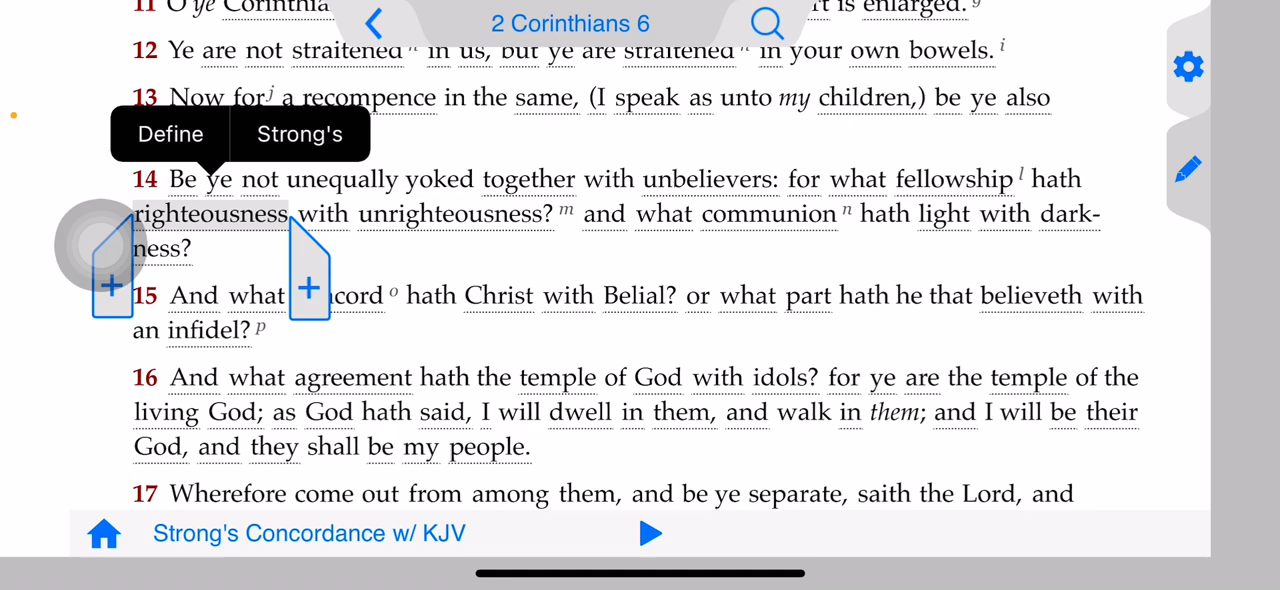 11 O ye Corinthia rt is enlarged. g
2 Corinthians 6
12 Ye are not straitened h in us, but ye are straitened h in your own bowels. i
13 Now for j a recompence in the same, (I speak as unto my children,) be ye also
Define Strong's
14 Be ye not unequally yoked together with unbelievers: for what fellowship l hath
righteousness with unrighteousness? m and what communion n hath light with dark-
ness?
15 And what cord o hath Christ with Belial? or what part hath he that believeth with
an infidel? p
16 And what agreement hath the temple of God with idols? for ye are the temple of the
living God; as God hath said, I will dwell in them, and walk in them; and I will be their
God, and they shall be my people.
17 Wherefore come out from among them, and be ye separate, saith the Lord, and
Strong's Concordance w/ KJV